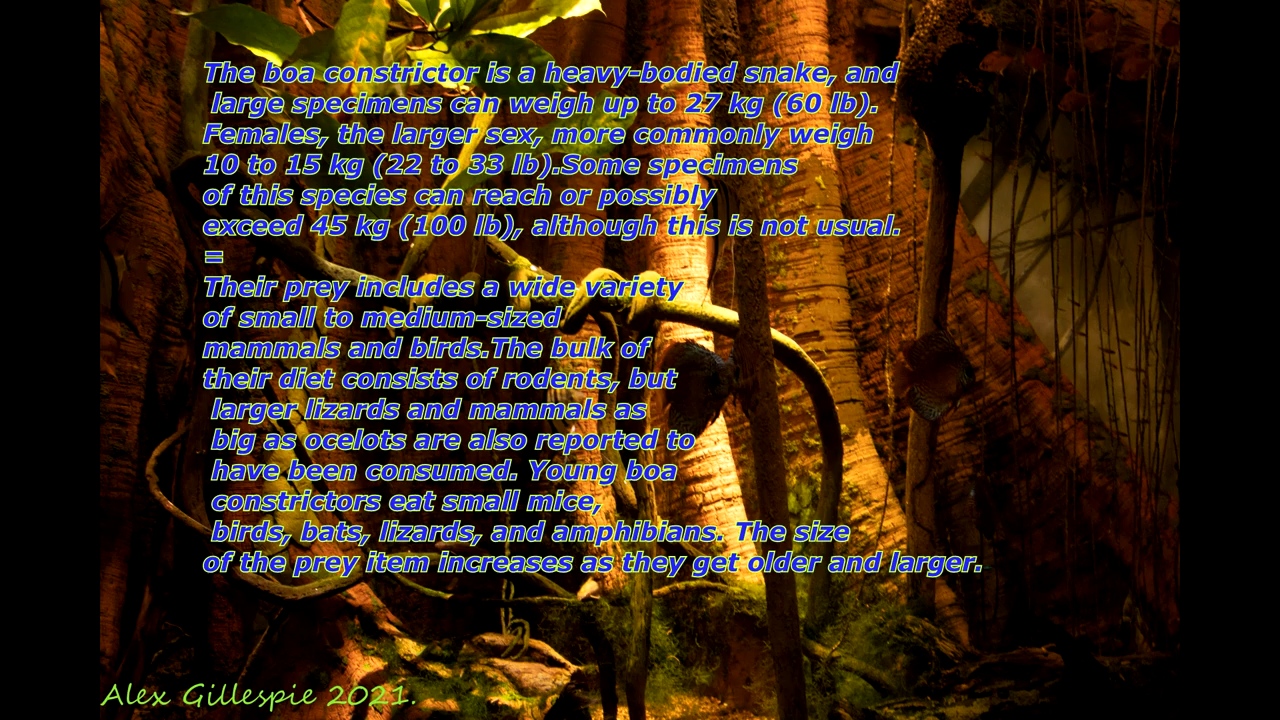 The boa constrictor is a heavy-bodied snake, and
large specimens can weigh up to 27 kg (60 lb).
Females, the larger sex, more commonly weigh
10 to 15 kg (22 to 33 lb).Some specimens
of this species can reach or possibly
exceed 45 kg (100 lb), although this is not usual.
=
Their prey includes a wide variety
of small to medium-sized
mammals and birds.The bulk of
their diet consists of rodents, but
larger lizards and mammals as
big as ocelots are also reported to
have been consumed. Young boa
constrictors eat small mice,
birds, bats, lizards, and amphibians. The size
of the prey item increases as they get older and larger.
Alex Gillespie 2021.